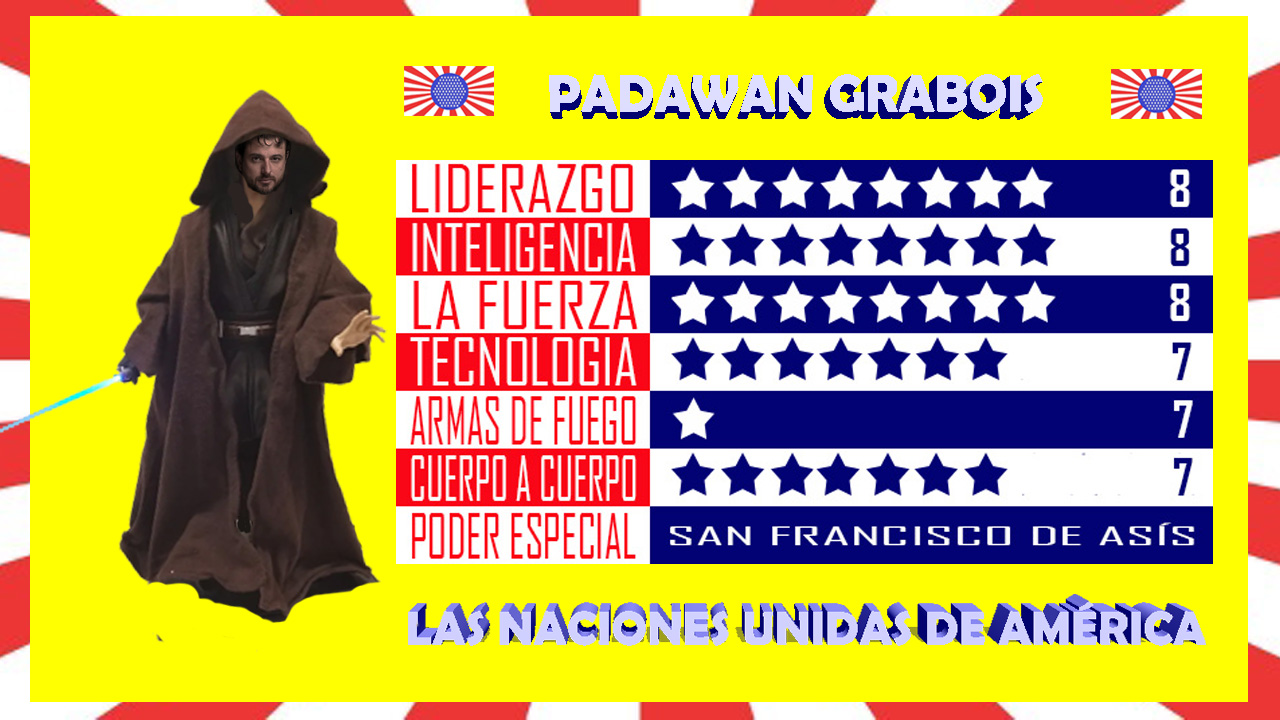 PADAWAN GRABOIS
LIDERAZGO 8
INTELIGENCIA 8
LA FUERZA 8
TECNOLOGIA 7
ARMAS DE FUEGO 7
CUERPO A CUERPO 7
PODER ESPECIAL SAN FRANCISCO DE ASÍS
LAS NACIONES UNIDAS DE AMÉRICA